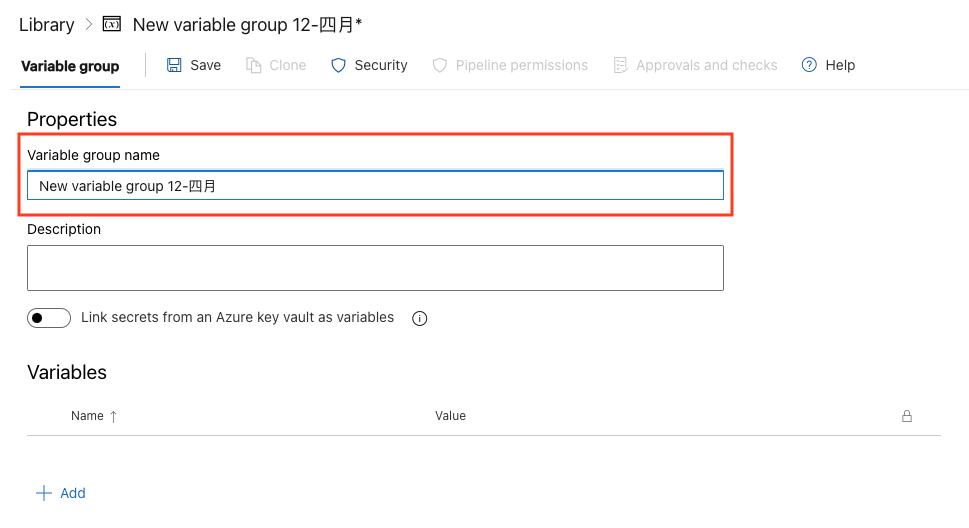 Library > New variable group 12-四月*
Variable group Save Clone Security Pipeline permissions Approvals and checks Help
Properties
Variable group name
New variable group 12-四月
Description
Link secrets from an Azure key vault as variables
Variables
Name ↑ Value
+ Add